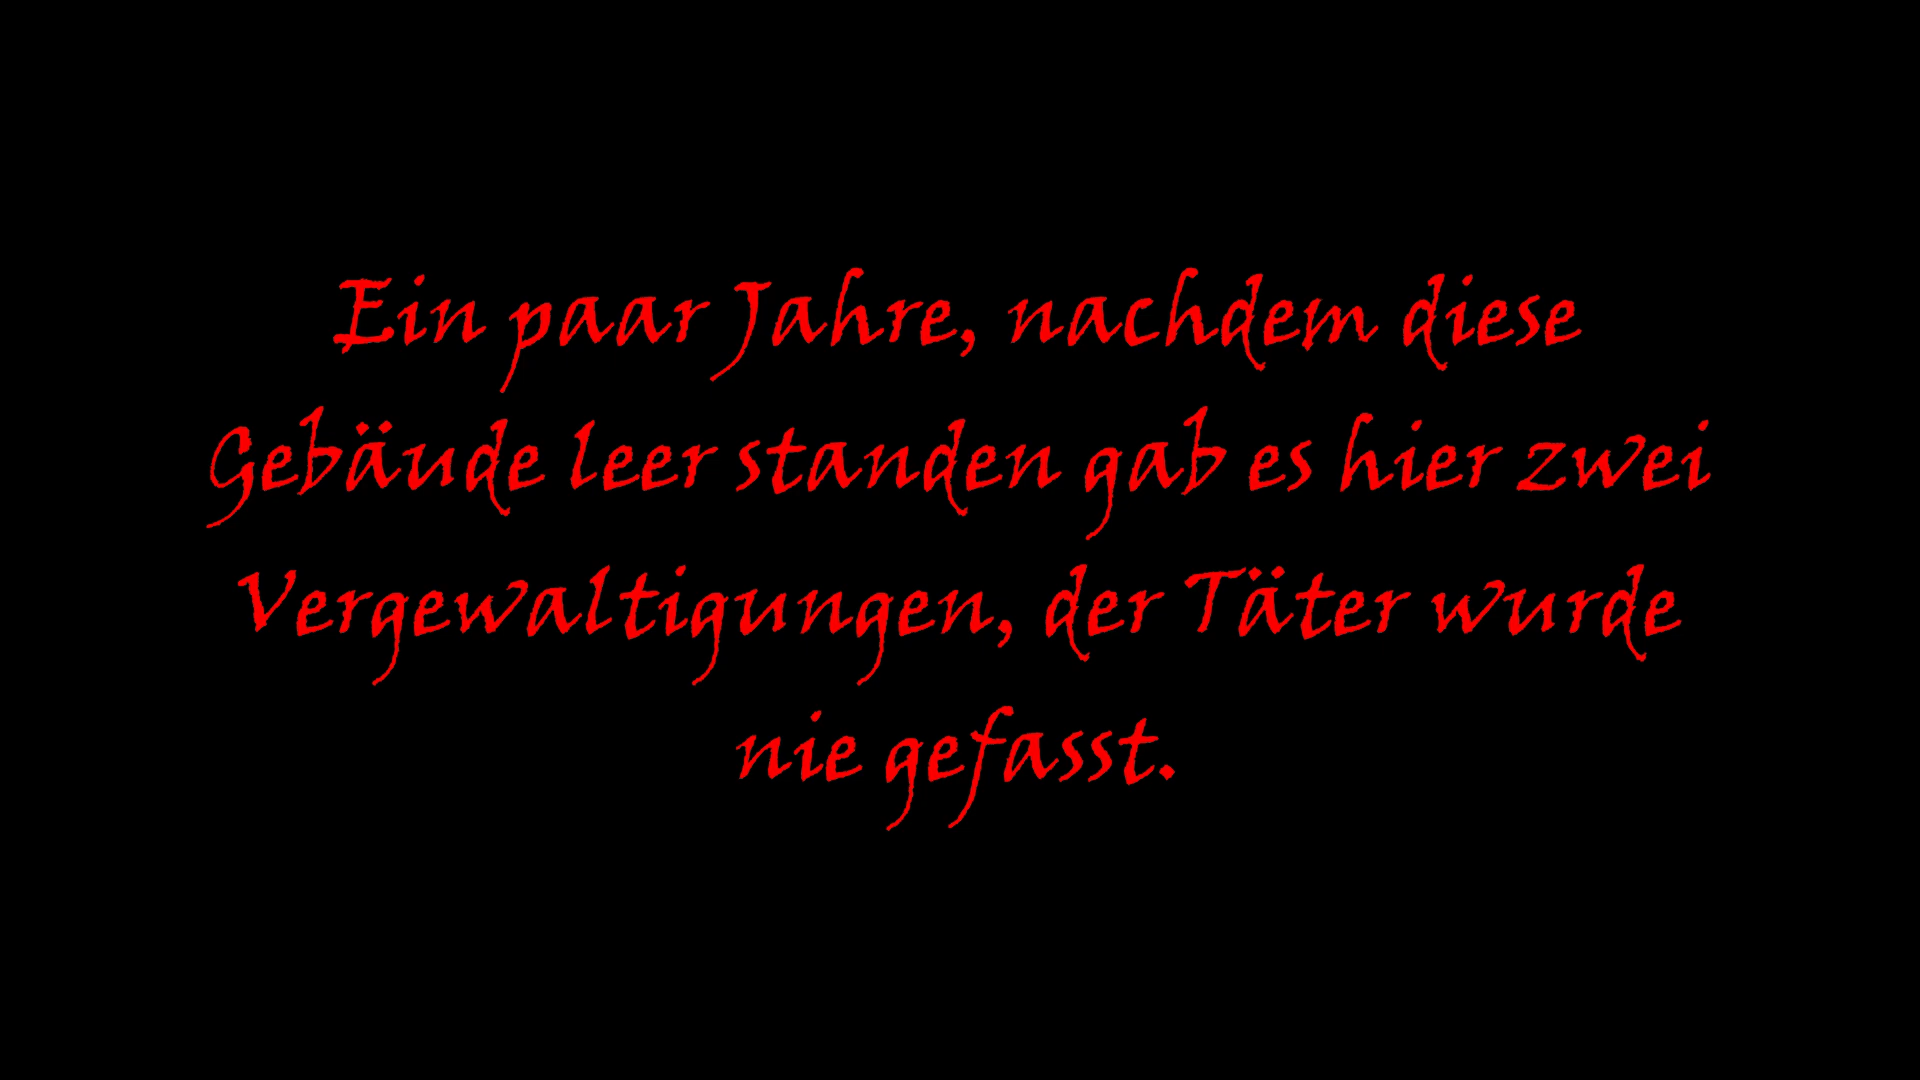 Ein paar Jahre, nachdem diese
Gebäude leer standen gab es hier zwei
Vergewaltigungen, der Täter wurde
nie gefasst.